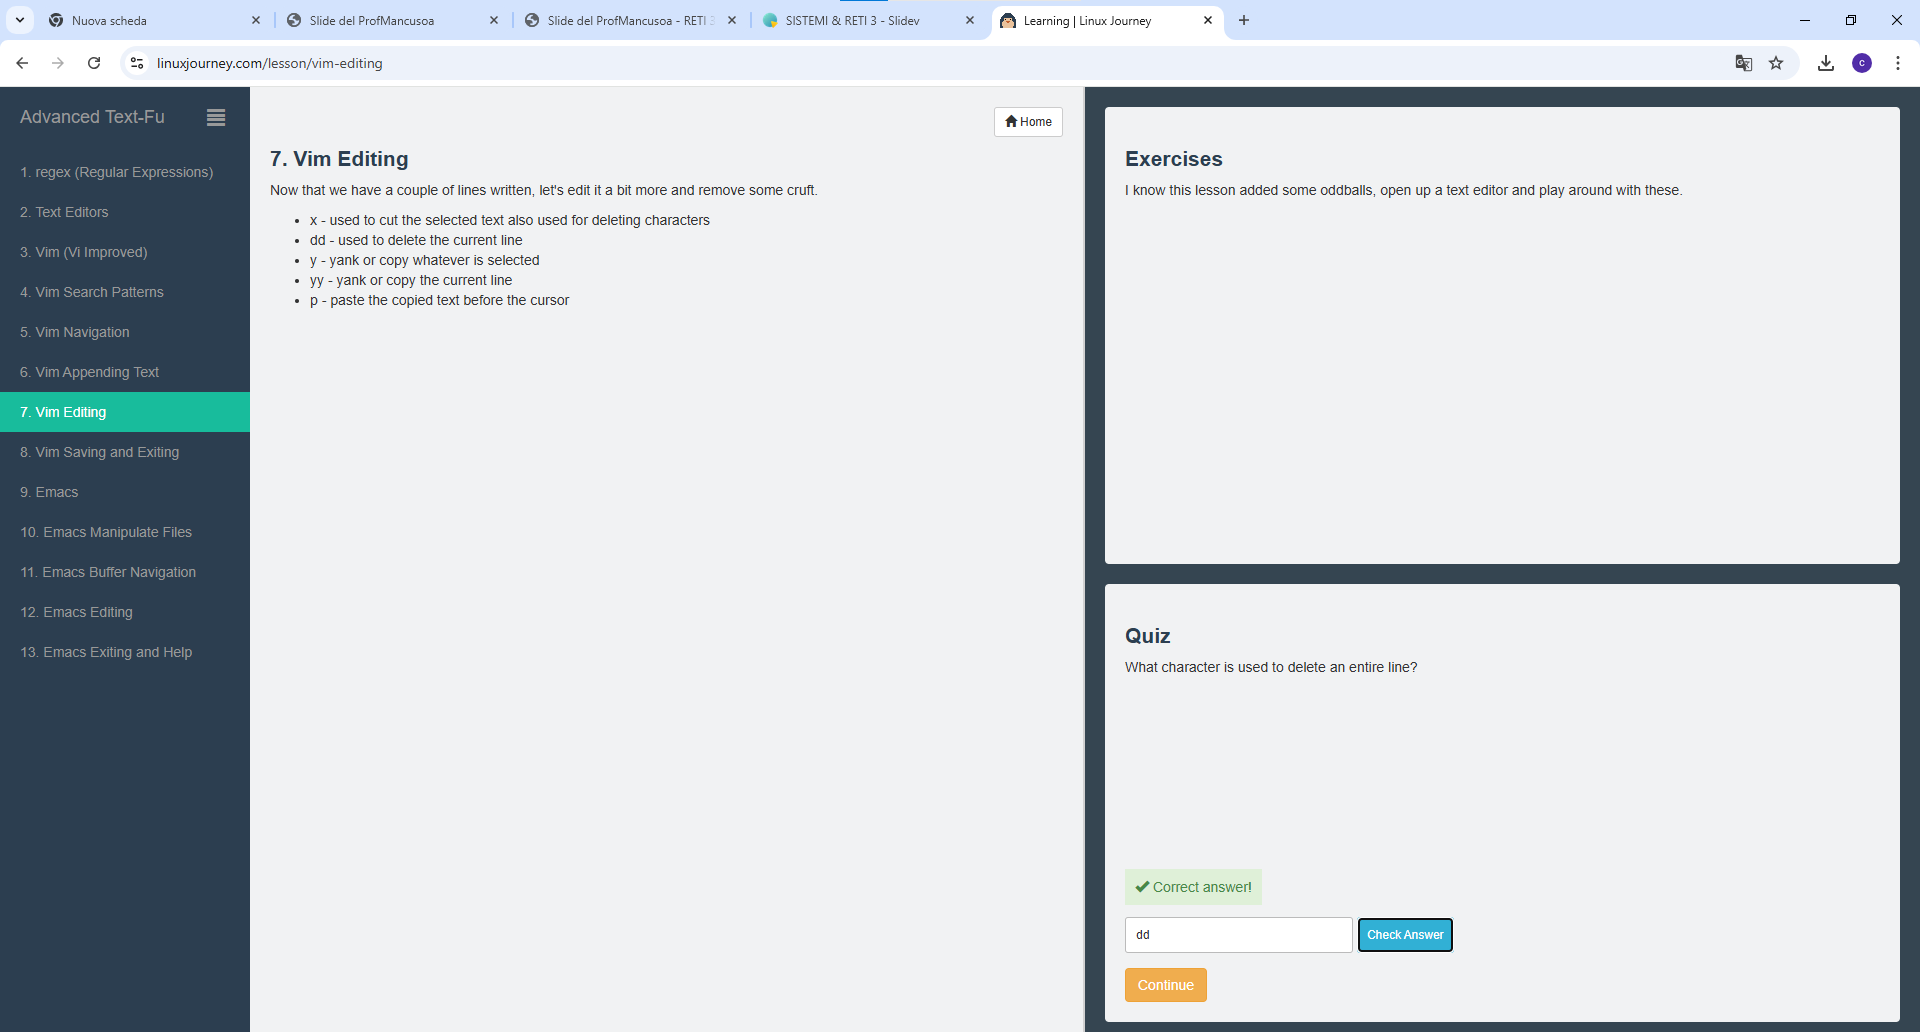 Nuova scheda
Slide del ProfMancusoa
Slide del ProfMancusoa - RETI 3
SISTEMI & RETI 3 - Slidev
Learning | Linux Journey
linuxjourney.com/lesson/vim-editing
c
Advanced Text-Fu
1. regex (Regular Expressions)
2. Text Editors
3. Vim (Vi Improved)
4. Vim Search Patterns
5. Vim Navigation
6. Vim Appending Text
7. Vim Editing
8. Vim Saving and Exiting
9. Emacs
10. Emacs Manipulate Files
11. Emacs Buffer Navigation
12. Emacs Editing
13. Emacs Exiting and Help
Home
7. Vim Editing
Now that we have a couple of lines written, let's edit it a bit more and remove some cruft.
• x - used to cut the selected text also used for deleting characters
• dd - used to delete the current line
• y - yank or copy whatever is selected
• yy - yank or copy the current line
• p - paste the copied text before the cursor
Exercises
I know this lesson added some oddballs, open up a text editor and play around with these.
Quiz
What character is used to delete an entire line?
Correct answer!
dd
Check Answer
Continue